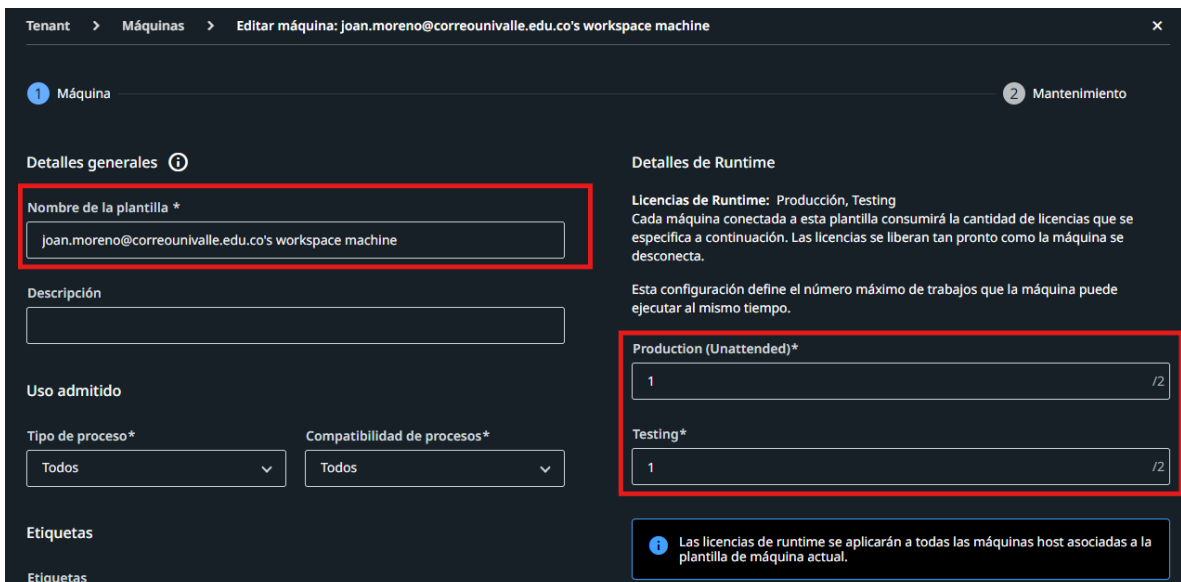 Tenant > Máquinas > Editar máquina: joan.moreno@correounivalle.edu.co's workspace machine ×
1 Máquina
2 Mantenimiento
Detalles generales
Nombre de la plantilla *
joan.moreno@correounivalle.edu.co's workspace machine
Descripción
Uso admitido
Tipo de proceso*
Todos
Compatibilidad de procesos*
Todos
Etiquetas
Etiquetas
Detalles de Runtime
Licencias de Runtime: Producción, Testing
Cada máquina conectada a esta plantilla consumirá la cantidad de licencias que se
especifica a continuación. Las licencias se liberan tan pronto como la máquina se
desconecta.
Esta configuración define el número máximo de trabajos que la máquina puede
ejecutar al mismo tiempo.
Production (Unattended)*
1 /2
Testing*
1 /2
Las licencias de runtime se aplicarán a todas las máquinas host asociadas a la
plantilla de máquina actual.